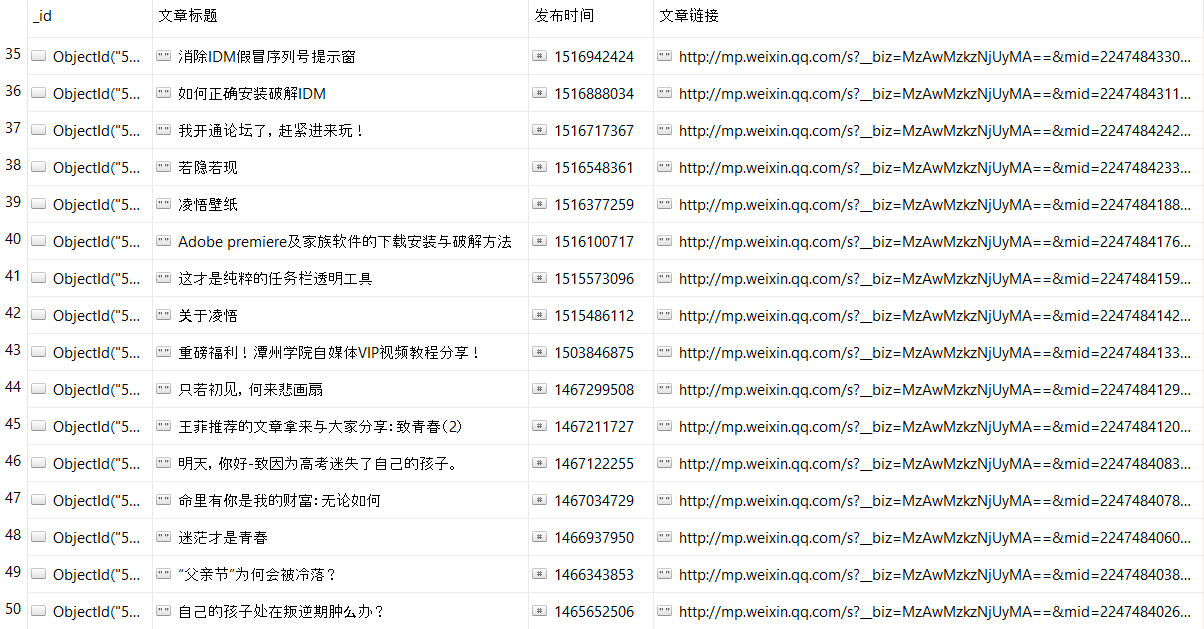 _id 文章标题 发布时间 文章链接
35 ObjectId("5... "" 消除IDM假冒序列号提示窗 # 1516942424 "" http://mp.weixin.qq.com/s?__biz=MzAwMzkzNjUyMA==&mid=2247484330...
36 ObjectId("5... "" 如何正确安装破解IDM # 1516888034 "" http://mp.weixin.qq.com/s?__biz=MzAwMzkzNjUyMA==&mid=2247484311...
37 ObjectId("5... "" 我开通论坛了，赶紧进来玩！ # 1516717367 "" http://mp.weixin.qq.com/s?__biz=MzAwMzkzNjUyMA==&mid=2247484242...
38 ObjectId("5... "" 若隐若现 # 1516548361 "" http://mp.weixin.qq.com/s?__biz=MzAwMzkzNjUyMA==&mid=2247484233...
39 ObjectId("5... "" 凌悟壁纸 # 1516377259 "" http://mp.weixin.qq.com/s?__biz=MzAwMzkzNjUyMA==&mid=2247484188...
40 ObjectId("5... "" Adobe premiere及家族软件的下载安装与破解方法 # 1516100717 "" http://mp.weixin.qq.com/s?__biz=MzAwMzkzNjUyMA==&mid=2247484176...
41 ObjectId("5... "" 这才是纯粹的任务栏透明工具 # 1515573096 "" http://mp.weixin.qq.com/s?__biz=MzAwMzkzNjUyMA==&mid=2247484159...
42 ObjectId("5... "" 关于凌悟 # 1515486112 "" http://mp.weixin.qq.com/s?__biz=MzAwMzkzNjUyMA==&mid=2247484142...
43 ObjectId("5... "" 重磅福利！潭州学院自媒体VIP视频教程分享！ # 1503846875 "" http://mp.weixin.qq.com/s?__biz=MzAwMzkzNjUyMA==&mid=2247484133...
44 ObjectId("5... "" 只若初见，何来悲画扇 # 1467299508 "" http://mp.weixin.qq.com/s?__biz=MzAwMzkzNjUyMA==&mid=2247484129...
45 ObjectId("5... "" 王菲推荐的文章拿来与大家分享：致青春（2） # 1467211727 "" http://mp.weixin.qq.com/s?__biz=MzAwMzkzNjUyMA==&mid=2247484120...
46 ObjectId("5... "" 明天，你好-致因为高考迷失了自己的孩子。 # 1467122255 "" http://mp.weixin.qq.com/s?__biz=MzAwMzkzNjUyMA==&mid=2247484083...
47 ObjectId("5... "" 命里有你是我的财富：无论如何 # 1467034729 "" http://mp.weixin.qq.com/s?__biz=MzAwMzkzNjUyMA==&mid=2247484078...
48 ObjectId("5... "" 迷茫才是青春 # 1466937950 "" http://mp.weixin.qq.com/s?__biz=MzAwMzkzNjUyMA==&mid=2247484060...
49 ObjectId("5... "" “父亲节”为何会被冷落？ # 1466343853 "" http://mp.weixin.qq.com/s?__biz=MzAwMzkzNjUyMA==&mid=2247484038...
50 ObjectId("5... "" 自己的孩子处在叛逆期肿么办？ # 1465652506 "" http://mp.weixin.qq.com/s?__biz=MzAwMzkzNjUyMA==&mid=2247484026...